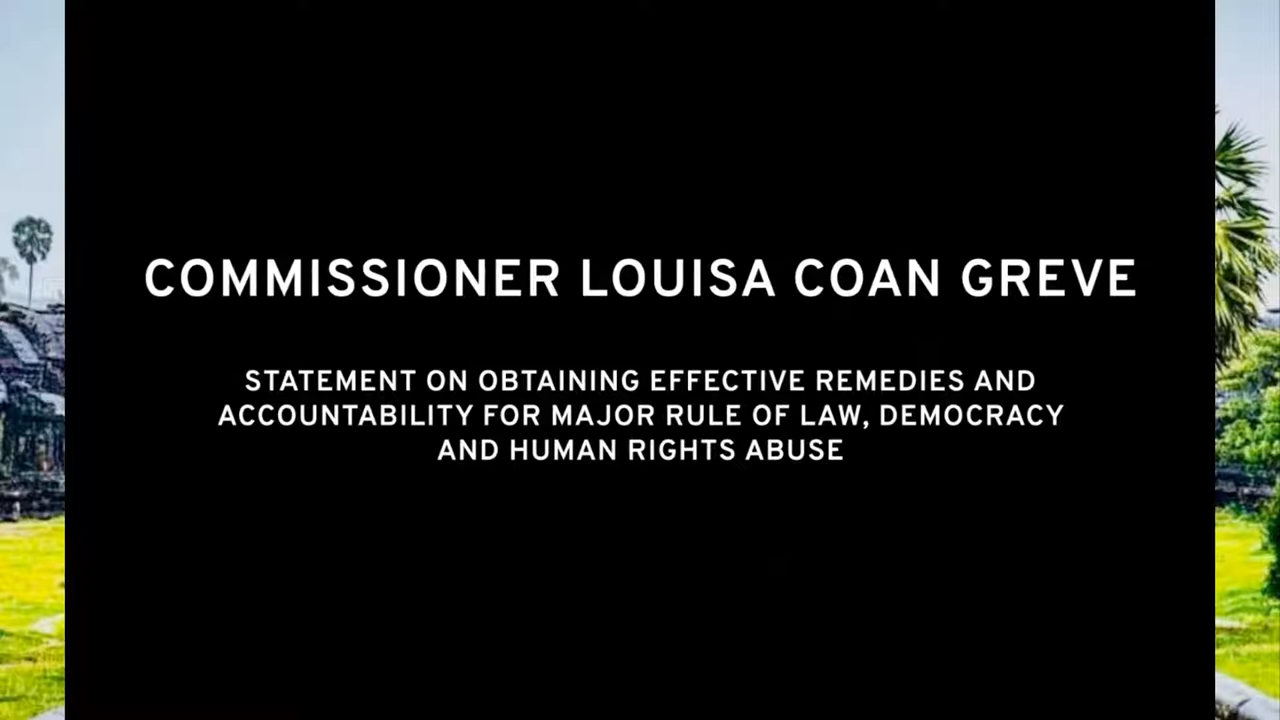 COMMISSIONER LOUISA COAN GREVE
STATEMENT ON OBTAINING EFFECTIVE REMEDIES AND
ACCOUNTABILITY FOR MAJOR RULE OF LAW, DEMOCRACY
AND HUMAN RIGHTS ABUSE